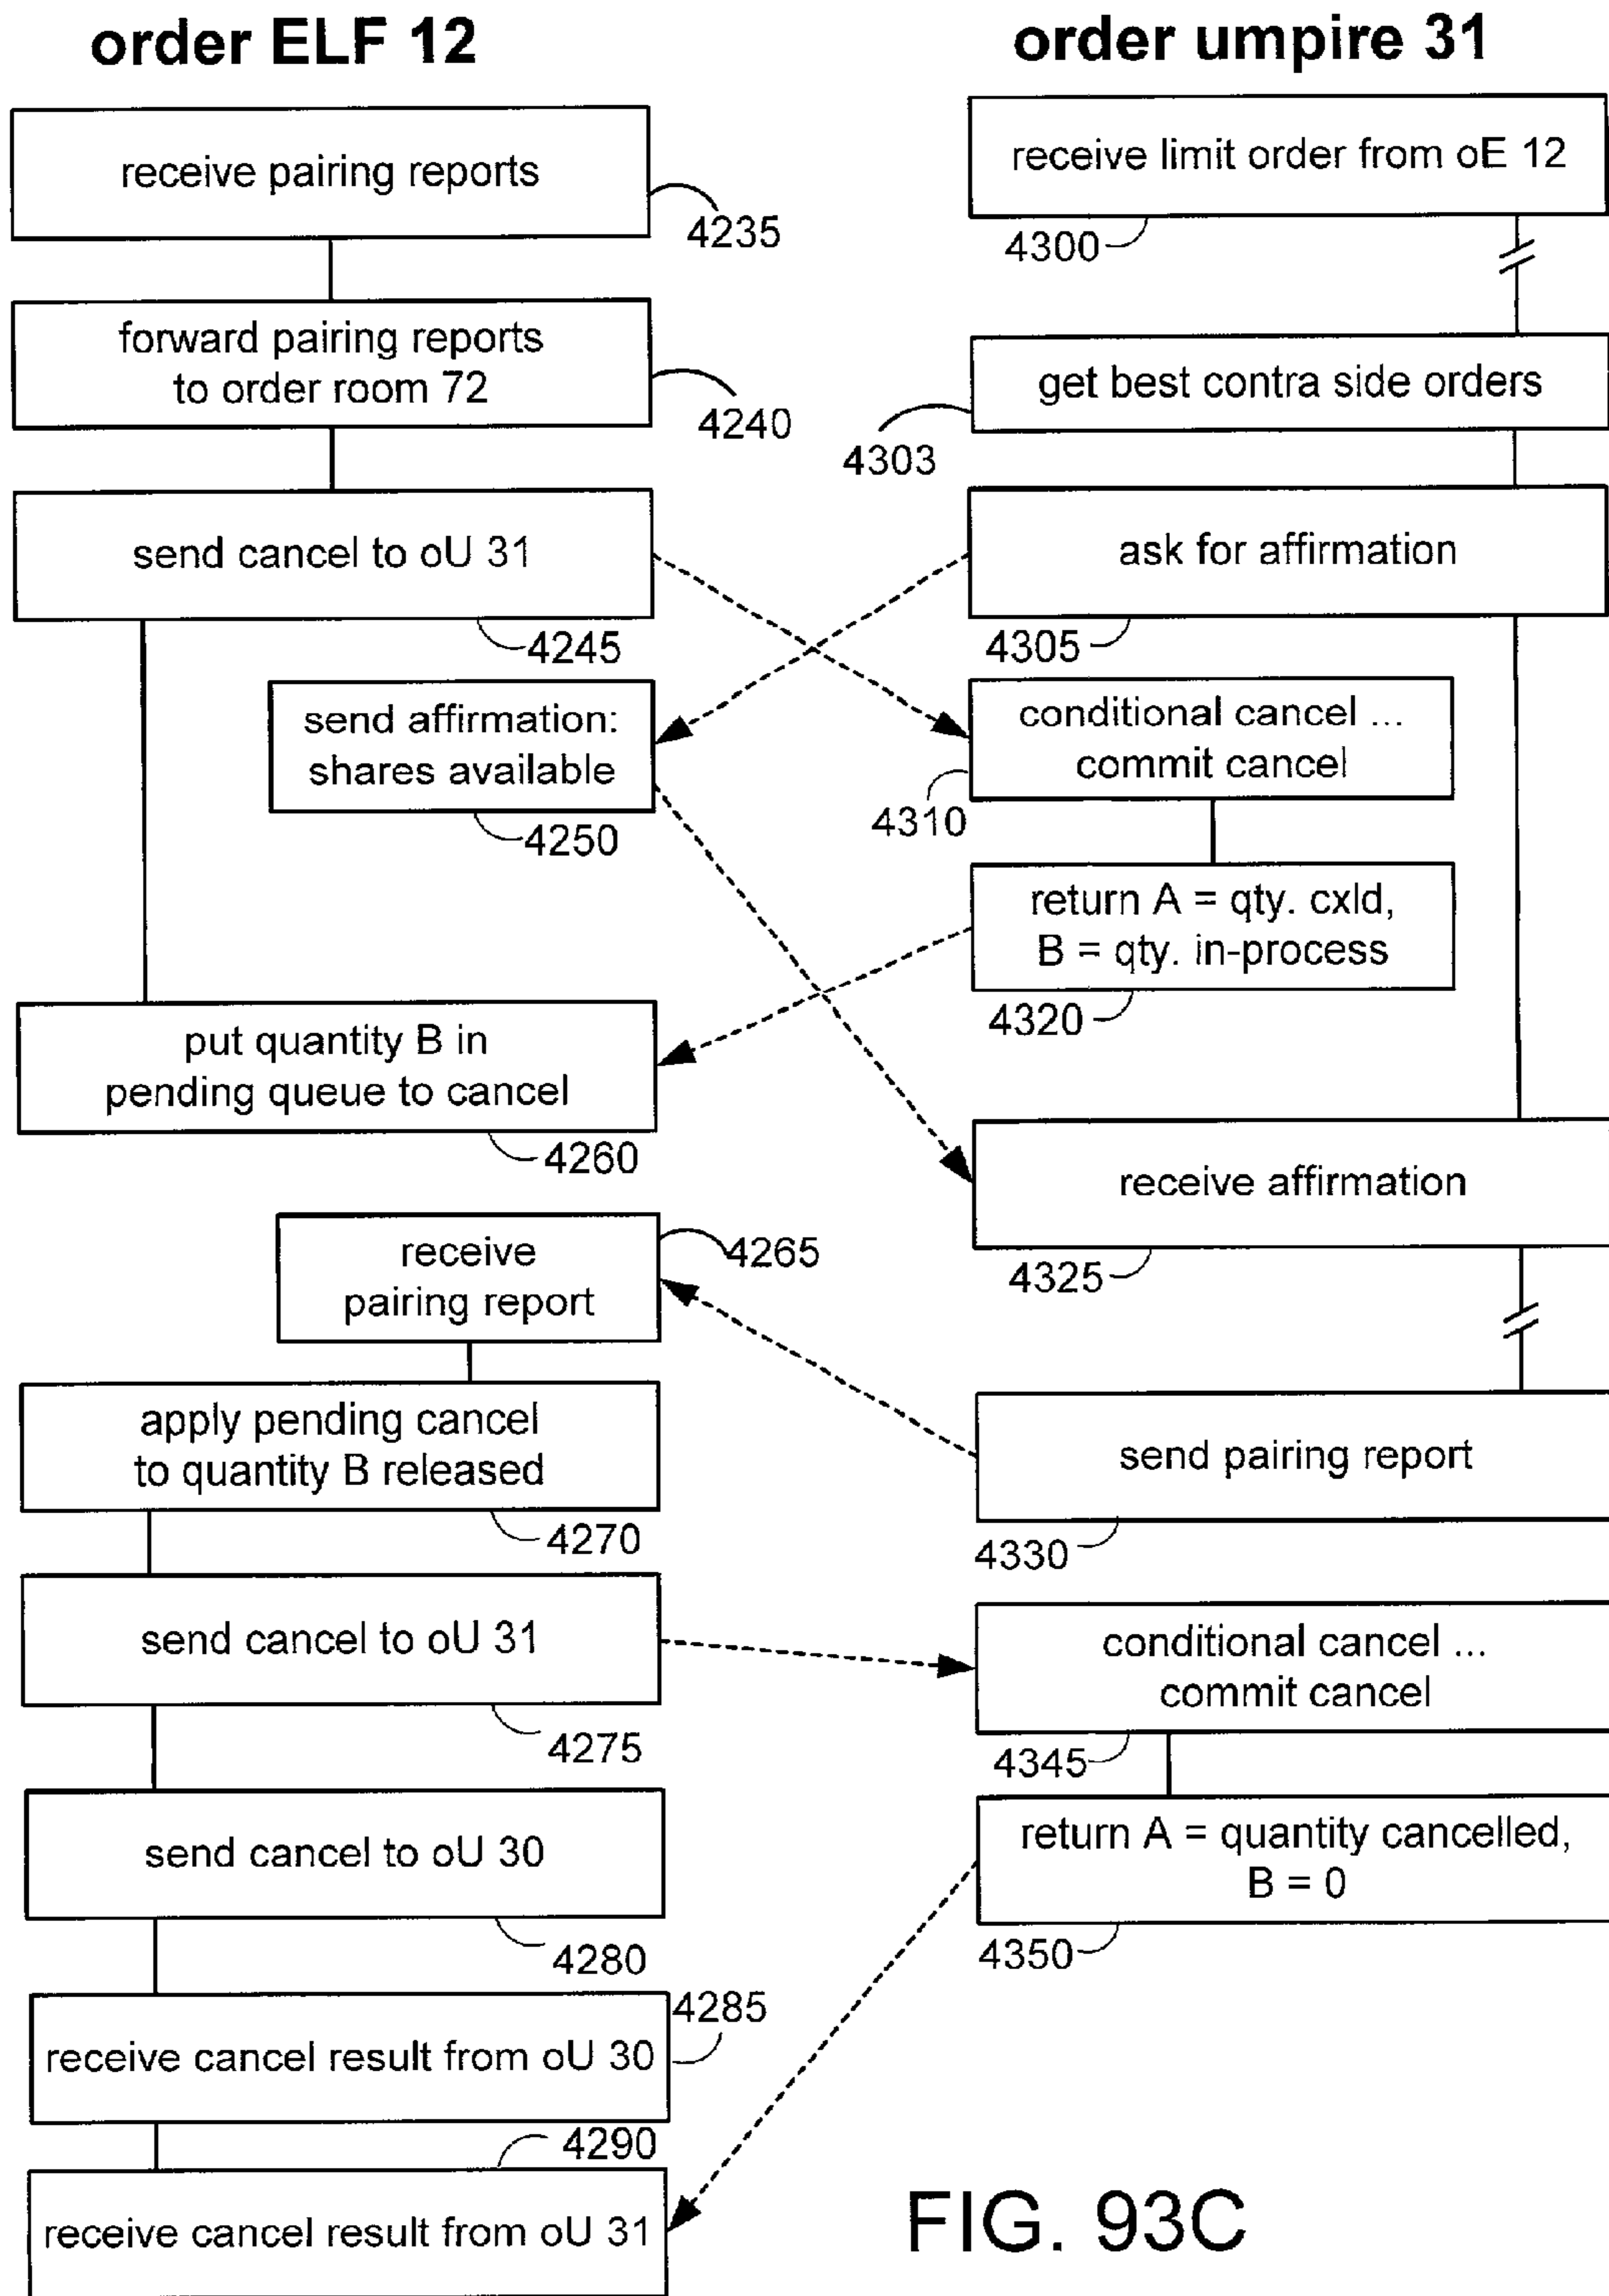 order ELF 12
order umpire 31
receive pairing reports
4235
receive limit order from oE 12
4300
forward pairing reports
to order room 72
4240
get best contra side orders
4303
send cancel to oU 31
4245
ask for affirmation
4305
send affirmation:
shares available
4250
conditional cancel ...
commit cancel
4310
return A = qty. cxld,
B = qty. in-process
4320
put quantity B in
pending queue to cancel
4260
receive affirmation
4325
receive
pairing report
4265
apply pending cancel
to quantity B released
4270
send pairing report
4330
send cancel to oU 31
4275
conditional cancel ...
commit cancel
4345
send cancel to oU 30
4280
return A = quantity cancelled,
B = 0
4350
4285
receive cancel result from oU 30
4290
receive cancel result from oU 31
FIG. 93C